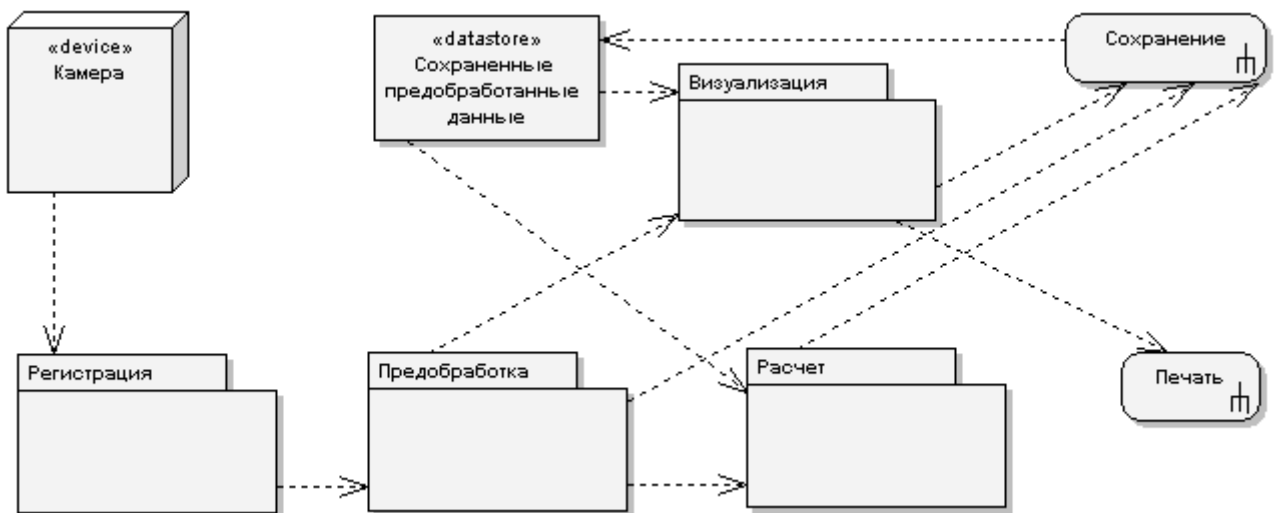 «device»
Камера
«datastore»
Сохраненные
предобработанные
данные
Сохранение
Визуализация
Регистрация
Предобработка
Расчет
Печать